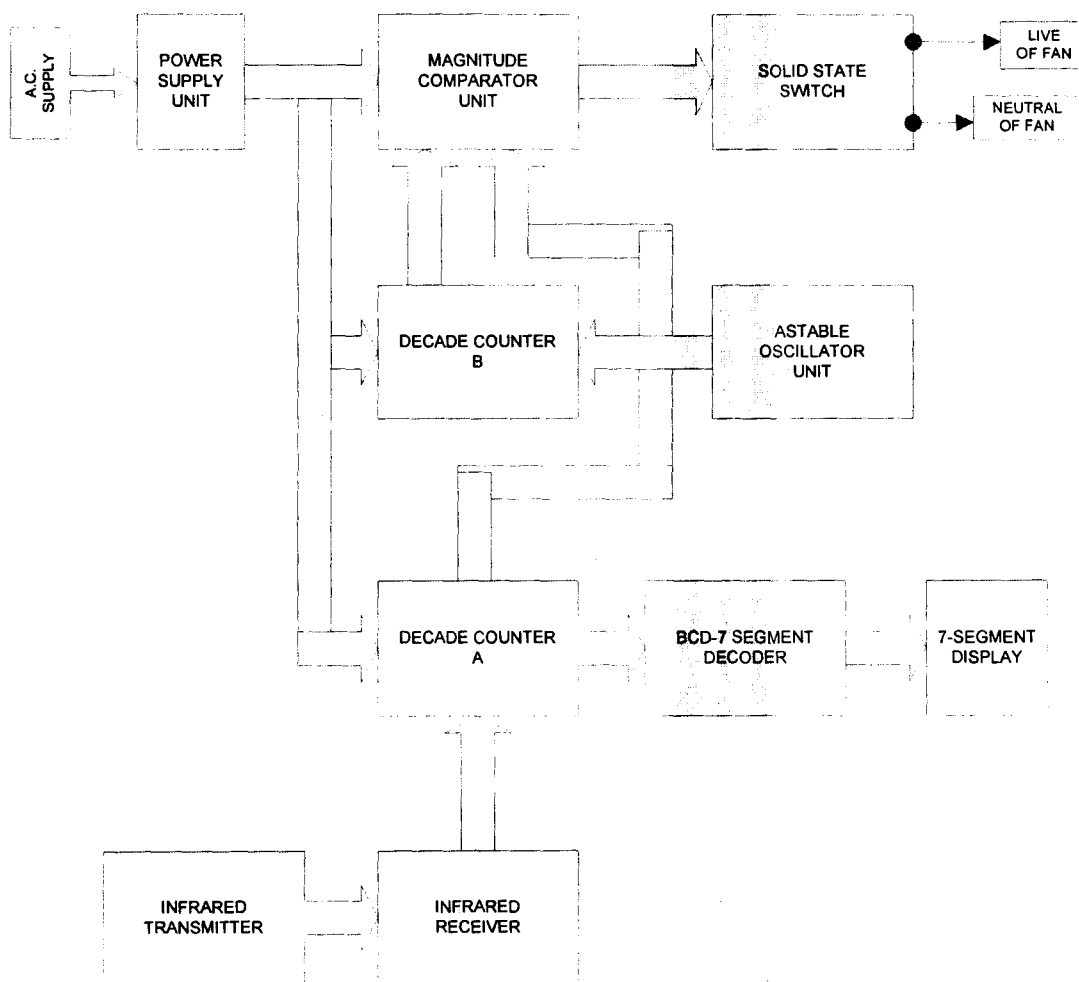 A.C.
SUPPLY
POWER
SUPPLY
UNIT
MAGNITUDE
COMPARATOR
UNIT
SOLID STATE
SWITCH
LIVE
OF FAN
NEUTRAL
OF FAN
DECADE COUNTER
B
ASTABLE
OSCILLATOR
UNIT
DECADE COUNTER
A
BCD-7 SEGMENT
DECODER
7-SEGMENT
DISPLAY
INFRARED
TRANSMITTER
INFRARED
RECEIVER